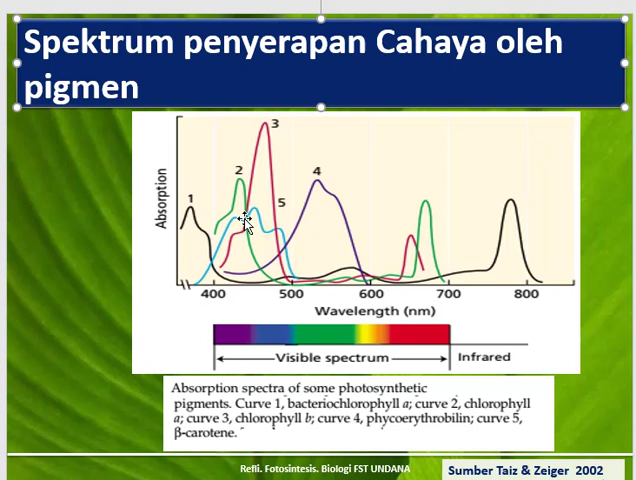 Spektrum penyerapan Cahaya oleh
pigmen
3
2
4
1
5
Absorption
400 500 600 700 800
Wavelength (nm)
Visible spectrum Infrared
Absorption spectra of some photosynthetic
pigments. Curve 1, bacteriochlorophyll a; curve 2, chlorophyll
a; curve 3, chlorophyll b; curve 4, phycoerythrobilin; curve 5,
β-carotene.
Refli. Fotosintesis. Biologi FST UNDANA
Sumber Taiz & Zeiger 2002